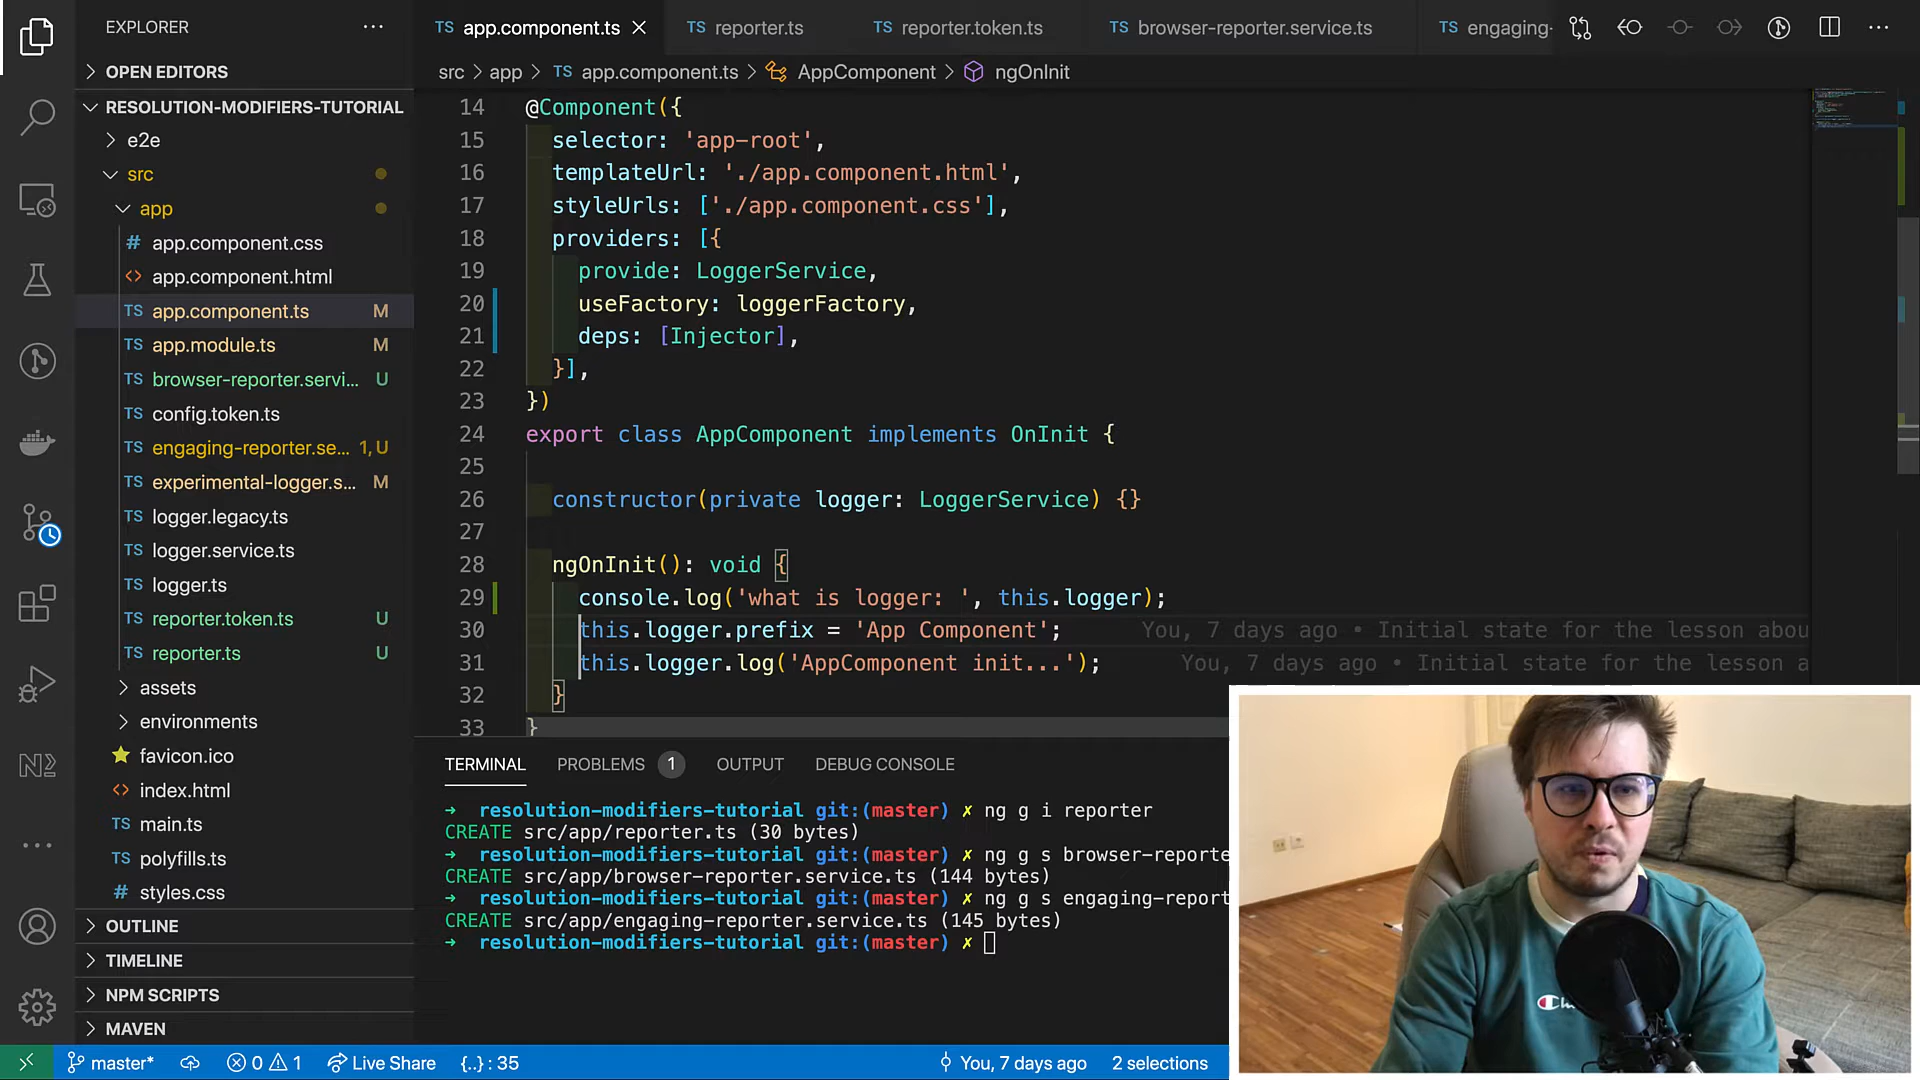 EXPLORER
OPEN EDITORS
RESOLUTION-MODIFIERS-TUTORIAL
e2e
src
app
# app.component.css
<> app.component.html
TS app.component.ts M
TS app.module.ts M
TS browser-reporter.servi... U
TS config.token.ts
TS engaging-reporter.se... 1, U
TS experimental-logger.s... M
TS logger.legacy.ts
TS logger.service.ts
TS logger.ts
TS reporter.token.ts U
TS reporter.ts U
assets
environments
favicon.ico
<> index.html
TS main.ts
TS polyfills.ts
# styles.css
OUTLINE
TIMELINE
NPM SCRIPTS
MAVEN
TS app.component.ts
TS reporter.ts
TS reporter.token.ts
TS browser-reporter.service.ts
TS engaging-
src > app > TS app.component.ts > AppComponent > ngOnInit
14 @Component({
15 selector: 'app-root',
16 templateUrl: './app.component.html',
17 styleUrls: ['./app.component.css'],
18 providers: [{
19 provide: LoggerService,
20 useFactory: loggerFactory,
21 deps: [Injector],
22 }],
23 })
24 export class AppComponent implements OnInit {
25
26 constructor(private logger: LoggerService) {}
27
28 ngOnInit(): void {
29 console.log('what is logger: ', this.logger);
30 this.logger.prefix = 'App Component'; You, 7 days ago • Initial state for the lesson abou
31 this.logger.log('AppComponent init...'); You, 7 days ago • Initial state for the lesson a
32 }
33 }
TERMINAL PROBLEMS 1 OUTPUT DEBUG CONSOLE
→ resolution-modifiers-tutorial git:(master) ✗ ng g i reporter
CREATE src/app/reporter.ts (30 bytes)
→ resolution-modifiers-tutorial git:(master) ✗ ng g s browser-reporte
CREATE src/app/browser-reporter.service.ts (144 bytes)
→ resolution-modifiers-tutorial git:(master) ✗ ng g s engaging-report
CREATE src/app/engaging-reporter.service.ts (145 bytes)
→ resolution-modifiers-tutorial git:(master) ✗
master* 0 1 Live Share {..} : 35 You, 7 days ago 2 selections